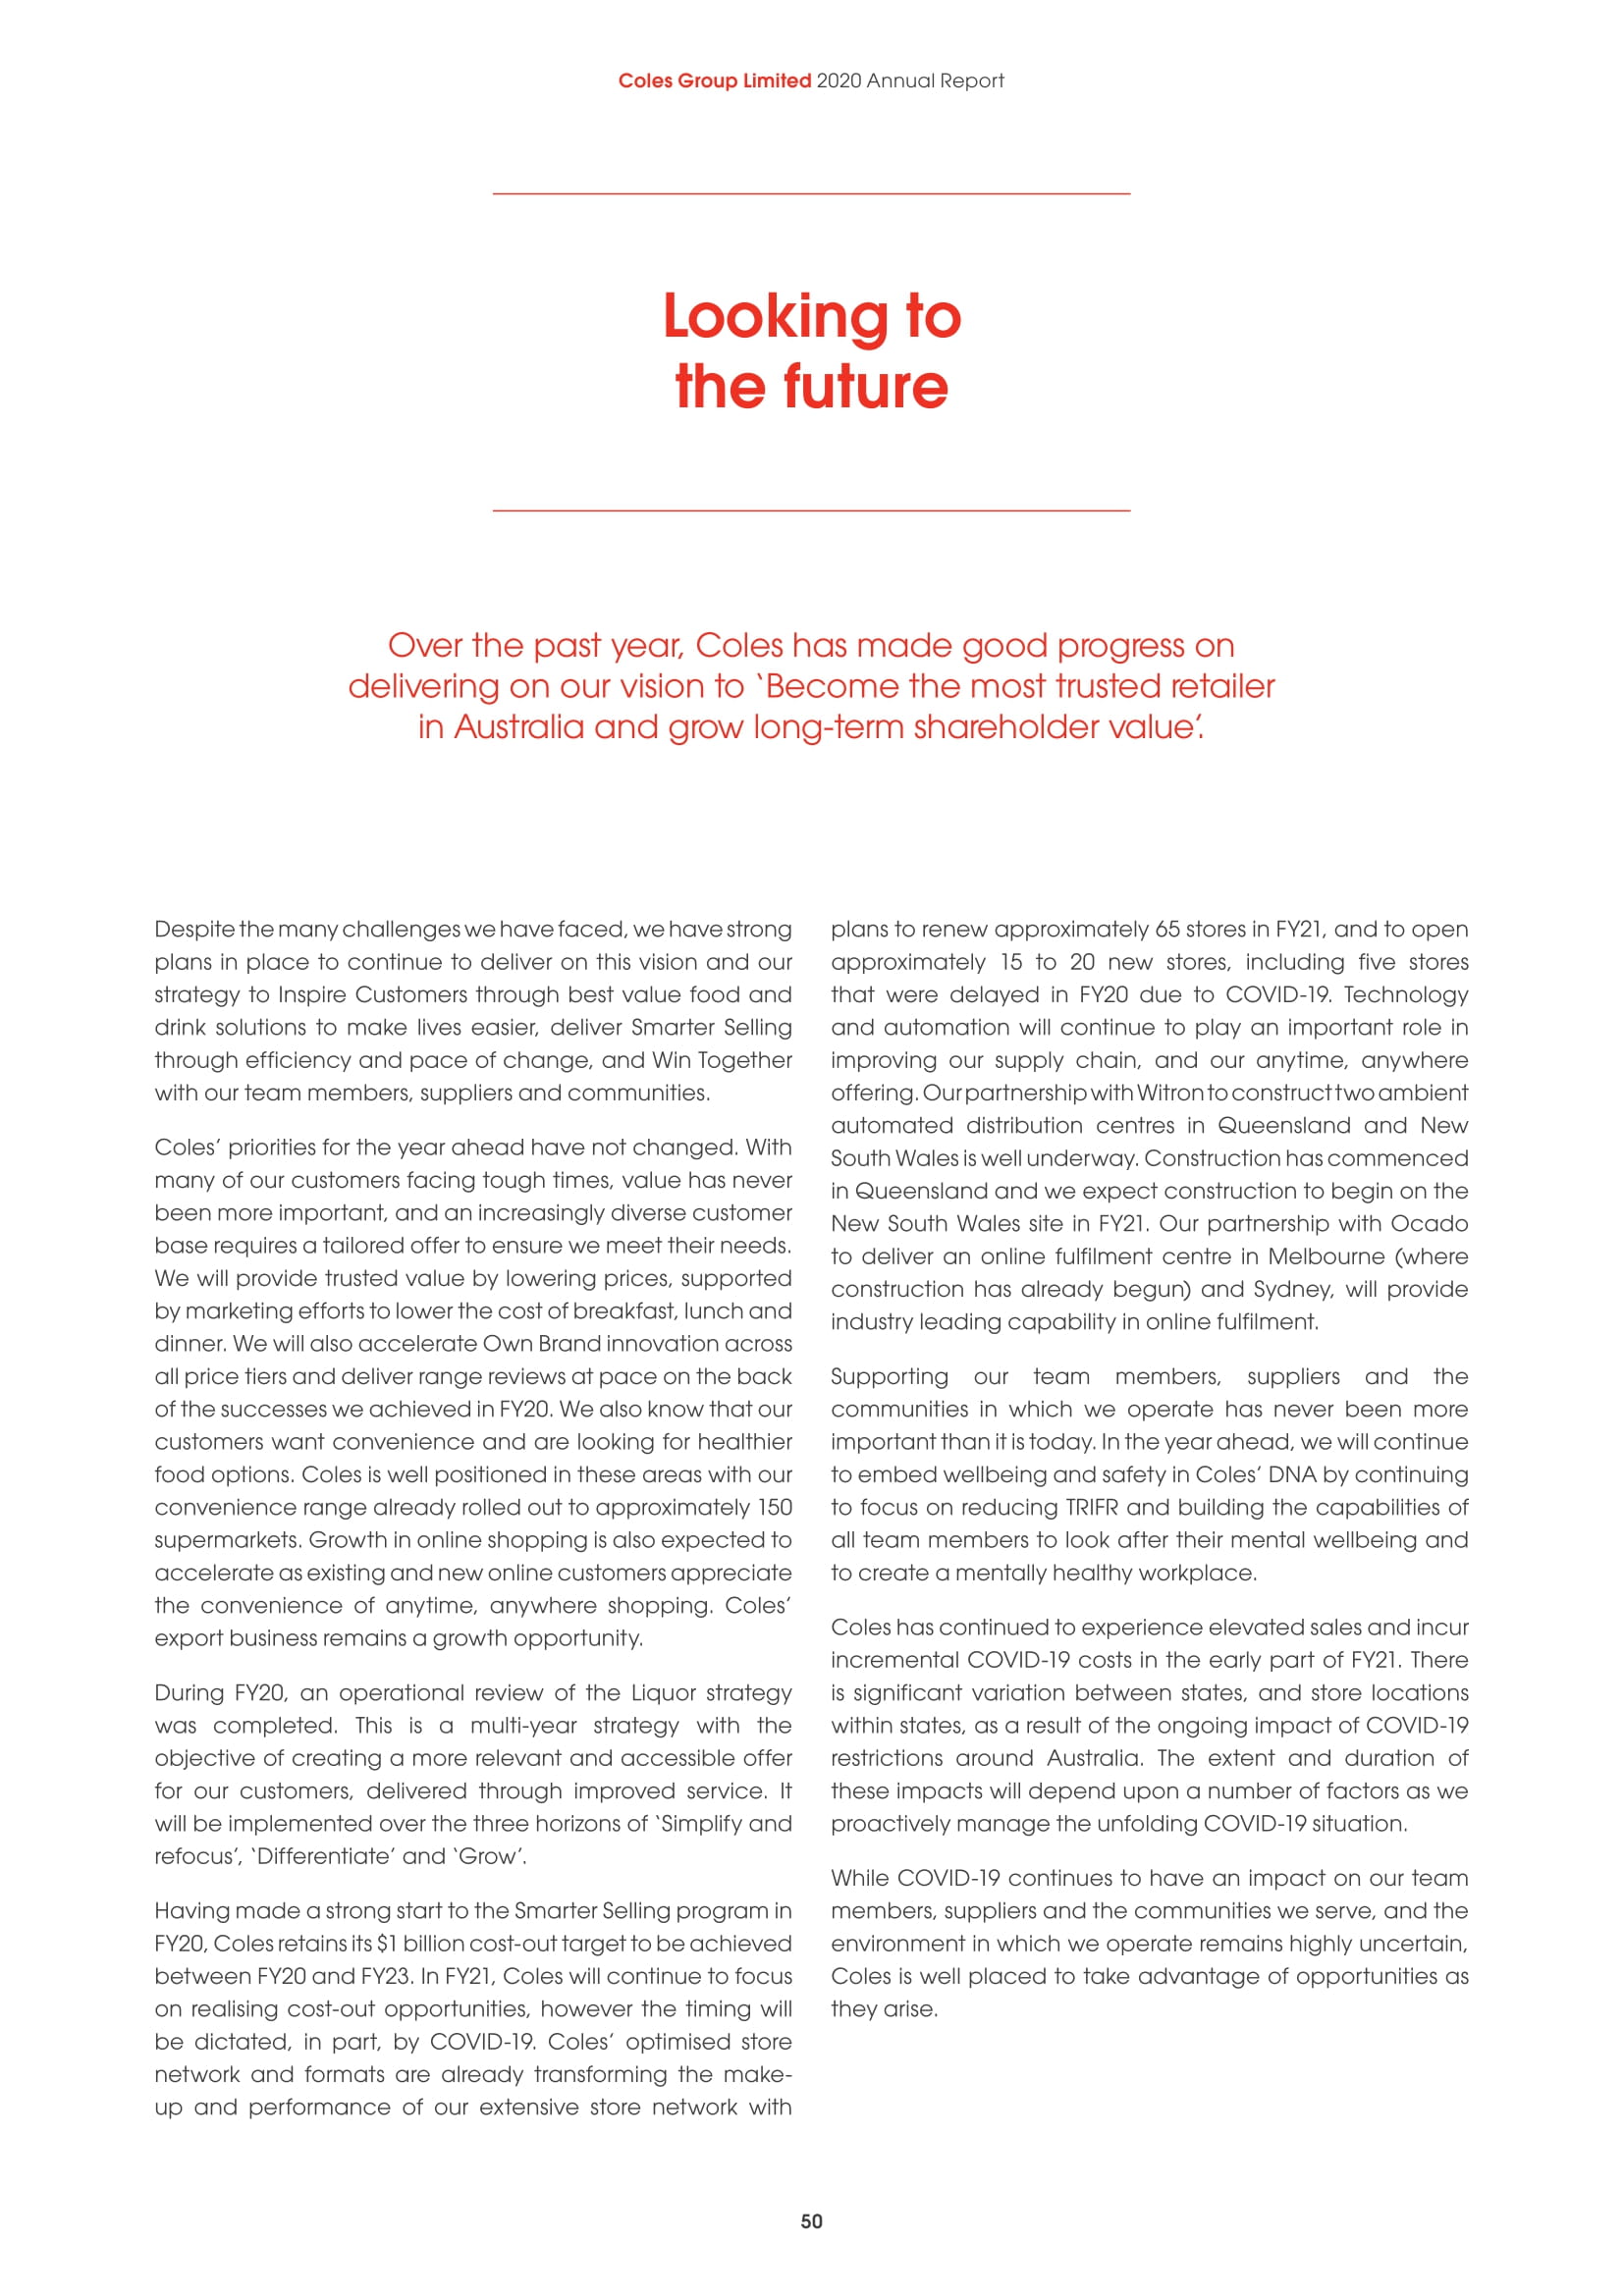 Coles Group Limited 2020 Annual Report
Looking to
the future
Over the past year, Coles has made good progress on
delivering on our vision to ‘Become the most trusted retailer
in Australia and grow long-term shareholder value’.
Despite the many challenges we have faced, we have strong
plans in place to continue to deliver on this vision and our
strategy to Inspire Customers through best value food and
drink solutions to make lives easier, deliver Smarter Selling
through efficiency and pace of change, and Win Together
with our team members, suppliers and communities.
Coles’ priorities for the year ahead have not changed. With
many of our customers facing tough times, value has never
been more important, and an increasingly diverse customer
base requires a tailored offer to ensure we meet their needs.
We will provide trusted value by lowering prices, supported
by marketing efforts to lower the cost of breakfast, lunch and
dinner. We will also accelerate Own Brand innovation across
all price tiers and deliver range reviews at pace on the back
of the successes we achieved in FY20. We also know that our
customers want convenience and are looking for healthier
food options. Coles is well positioned in these areas with our
convenience range already rolled out to approximately 150
supermarkets. Growth in online shopping is also expected to
accelerate as existing and new online customers appreciate
the convenience of anytime, anywhere shopping. Coles’
export business remains a growth opportunity.
During FY20, an operational review of the Liquor strategy
was completed. This is a multi-year strategy with the
objective of creating a more relevant and accessible offer
for our customers, delivered through improved service. It
will be implemented over the three horizons of ‘Simplify and
refocus’, ‘Differentiate’ and ‘Grow’.
Having made a strong start to the Smarter Selling program in
FY20, Coles retains its $1 billion cost-out target to be achieved
between FY20 and FY23. In FY21, Coles will continue to focus
on realising cost-out opportunities, however the timing will
be dictated, in part, by COVID-19. Coles’ optimised store
network and formats are already transforming the make-
up and performance of our extensive store network with
plans to renew approximately 65 stores in FY21, and to open
approximately 15 to 20 new stores, including five stores
that were delayed in FY20 due to COVID-19. Technology
and automation will continue to play an important role in
improving our supply chain, and our anytime, anywhere
offering. Our partnership with Witron to construct two ambient
automated distribution centres in Queensland and New
South Wales is well underway. Construction has commenced
in Queensland and we expect construction to begin on the
New South Wales site in FY21. Our partnership with Ocado
to deliver an online fulfilment centre in Melbourne (where
construction has already begun) and Sydney, will provide
industry leading capability in online fulfilment.
Supporting our team members, suppliers and the
communities in which we operate has never been more
important than it is today. In the year ahead, we will continue
to embed wellbeing and safety in Coles’ DNA by continuing
to focus on reducing TRIFR and building the capabilities of
all team members to look after their mental wellbeing and
to create a mentally healthy workplace.
Coles has continued to experience elevated sales and incur
incremental COVID-19 costs in the early part of FY21. There
is significant variation between states, and store locations
within states, as a result of the ongoing impact of COVID-19
restrictions around Australia. The extent and duration of
these impacts will depend upon a number of factors as we
proactively manage the unfolding COVID-19 situation.
While COVID-19 continues to have an impact on our team
members, suppliers and the communities we serve, and the
environment in which we operate remains highly uncertain,
Coles is well placed to take advantage of opportunities as
they arise.
50